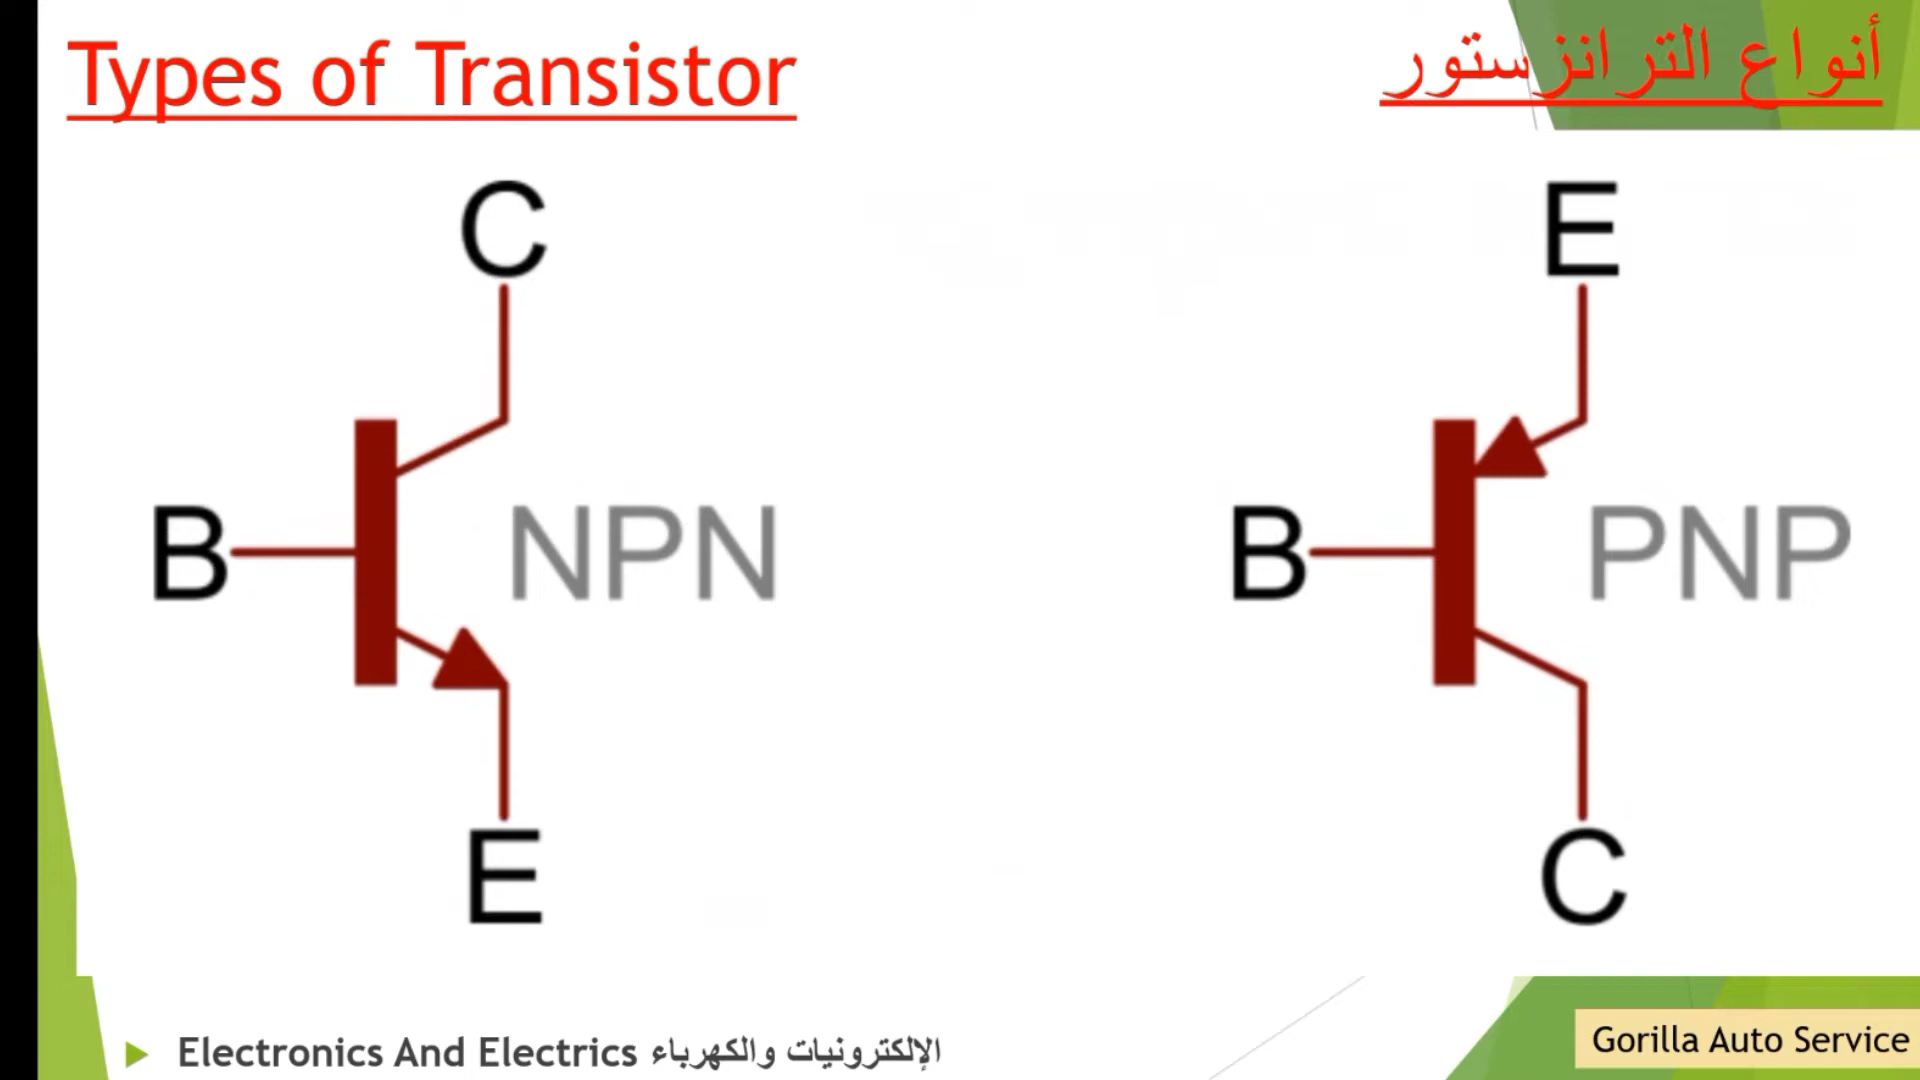 Types of Transistor
أنواع الترانزستور
C
B
NPN
E
E
B
PNP
C
Electronics And Electrics الإلكترونيات والكهرباء
Gorilla Auto Service